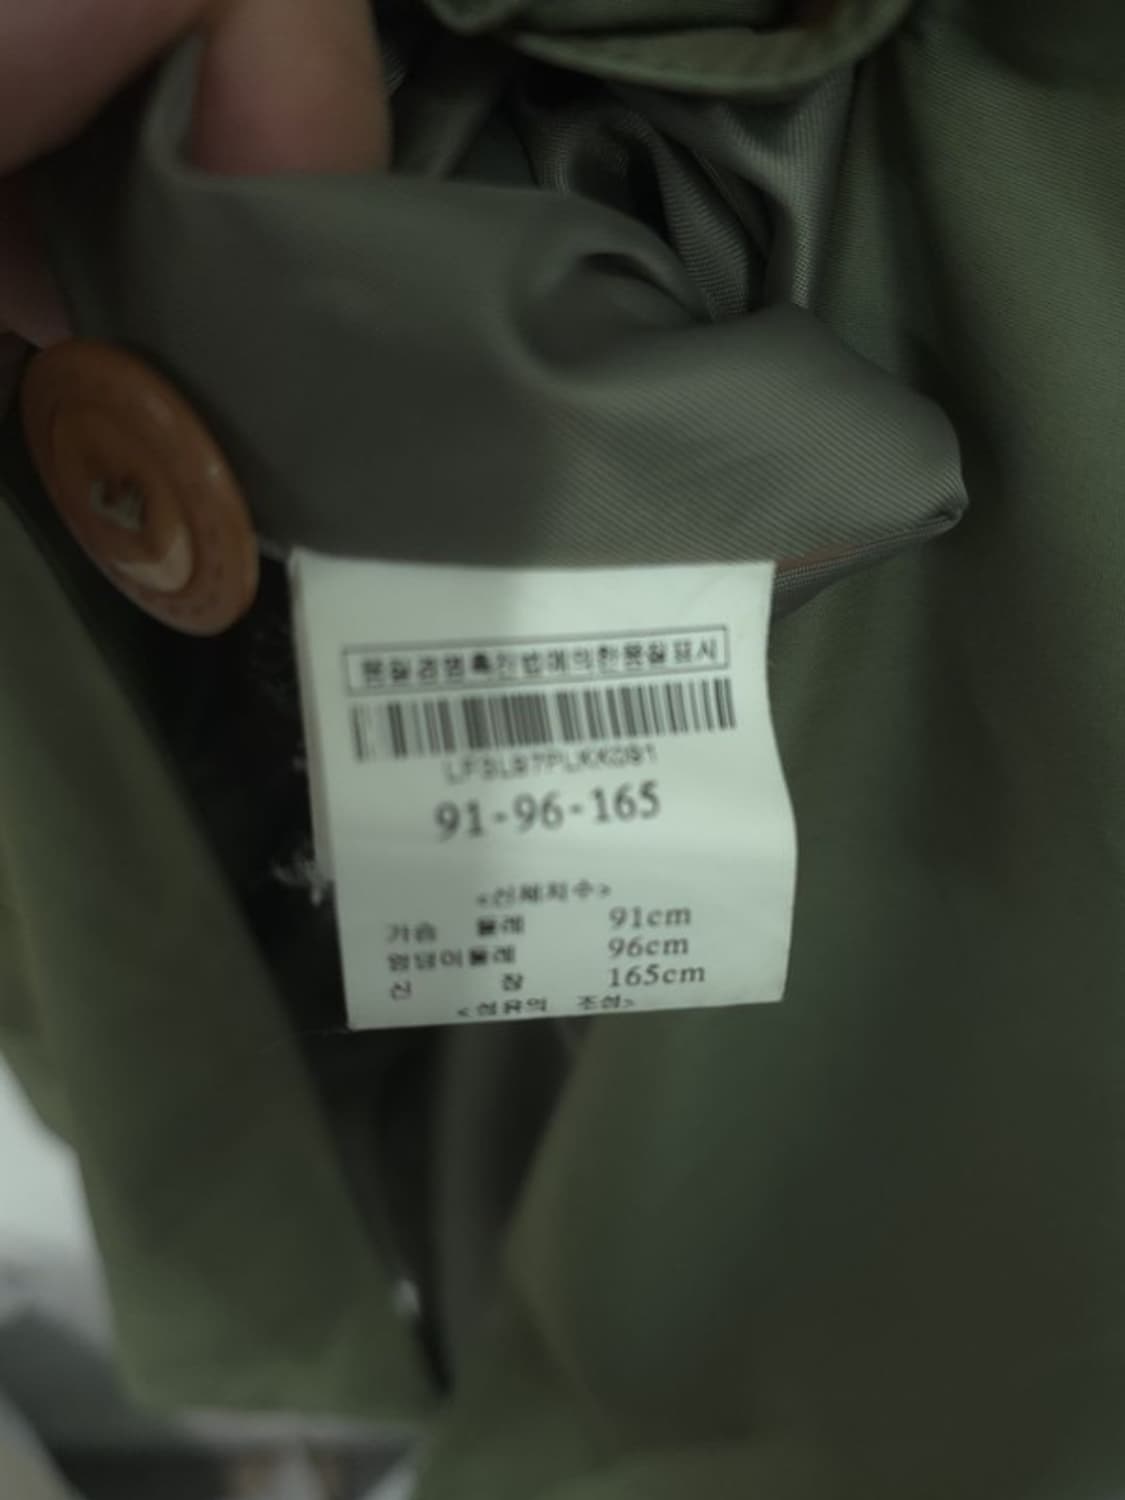 품질경영촉진법에의한품질표시
91-96-165
<신체치수>
가슴 둘레 91cm
엉덩이둘레 96cm
신 장 165cm
<섬유의 조성>